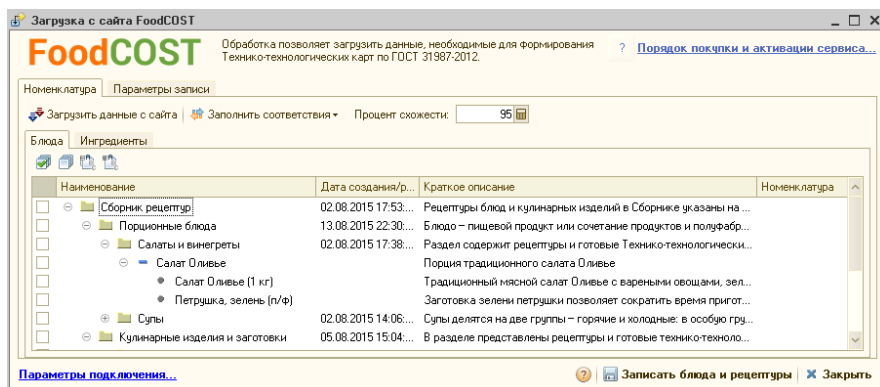 Загрузка с сайта FoodCOST
FoodCOST
Обработка позволяет загрузить данные, необходимые для формирования
Технико-технологических карт по ГОСТ 31987-2012.
? Порядок покупки и активации сервиса...
Номенклатура Параметры записи
Загрузить данные с сайта Заполнить соответствия Процент схожести: 95
Блюда Ингредиенты
Наименование Дата создания/р... Краткое описание Номенклатура
Сборник рецептур 02.08.2015 17:53:... Рецептуры блюд и кулинарных изделий в Сборнике указаны на ...
Порционные блюда 13.08.2015 22:30:... Блюдо – пищевой продукт или сочетание продуктов и полуфабр...
Салаты и винегреты 02.08.2015 17:38:... Раздел содержит рецептуры и готовые Технико-технологически...
Салат Оливье Порция традиционного салата Оливье
Салат Оливье (1 кг) Традиционный мясной салат Оливье с вареными овощами, зел...
Петрушка, зелень (п/ф) Заготовка зелени петрушки позволяет сократить время пригот...
Супы 02.08.2015 14:06:... Супы делятся на две группы – горячие и холодные: в особую гру...
Кулинарные изделия и заготовки 05.08.2015 15:04:... В разделе представлены рецептуры и готовые технико-техноло...
Параметры подключения... ? Записать блюда и рецептуры Закрыть